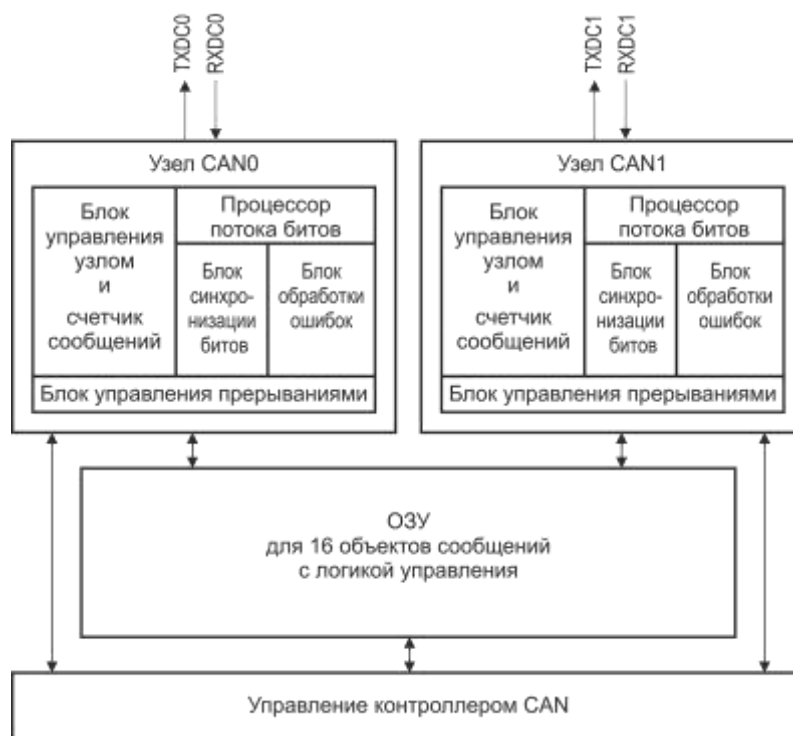 TXDC0
RXDC0
TXDC1
RXDC1
Узел CAN0
Блок
управления
узлом
и
счетчик
сообщений
Процессор
потока битов
Блок
синхро-
низации
битов
Блок
обработки
ошибок
Блок управления прерываниями
Узел CAN1
Блок
управления
узлом
и
счетчик
сообщений
Процессор
потока битов
Блок
синхро-
низации
битов
Блок
обработки
ошибок
Блок управления прерываниями
ОЗУ
для 16 объектов сообщений
с логикой управления
Управление контроллером CAN